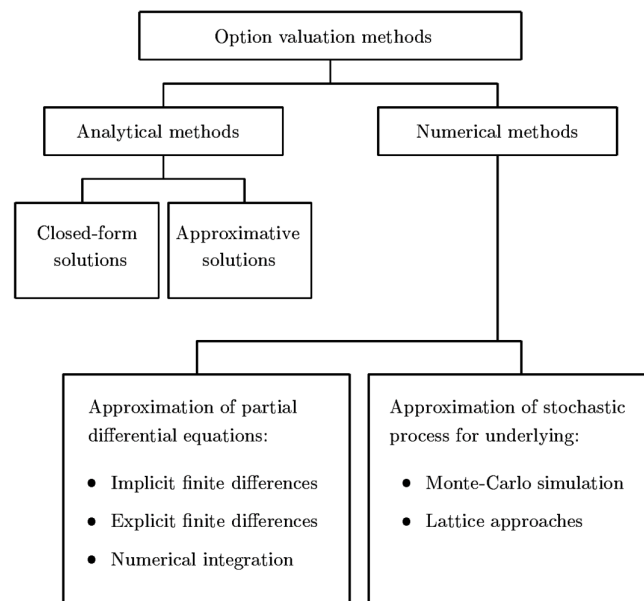 Option valuation methods
Analytical methods
Numerical methods
Closed-form
solutions
Approximative
solutions
Approximation of partial
differential equations:
● Implicit finite differences
● Explicit finite differences
● Numerical integration
Approximation of stochastic
process for underlying:
● Monte-Carlo simulation
● Lattice approaches